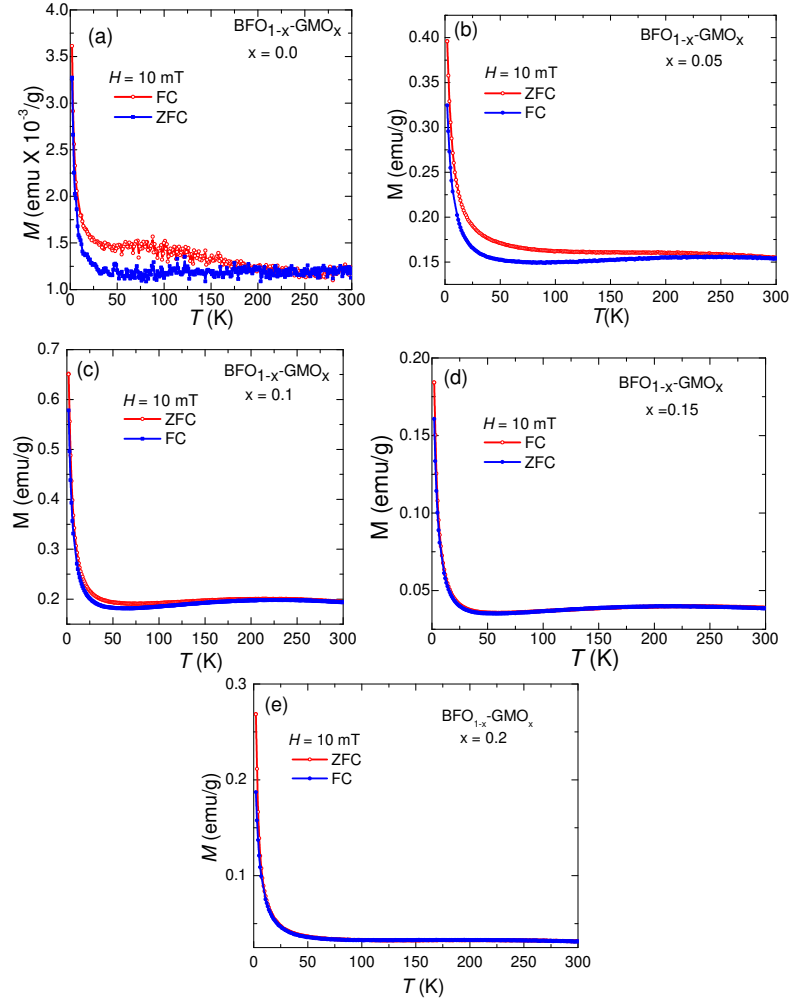 (a)
BFO1-x-GMOx
x = 0.0
H = 10 mT
FC
ZFC
M (emu X 10-3/g)
4.0
3.5
3.0
2.5
2.0
1.5
1.0
0 50 100 150 200 250 300
T (K)
(b)
BFO1-x-GMOx
x = 0.05
H = 10 mT
ZFC
FC
M (emu/g)
0.40
0.35
0.30
0.25
0.20
0.15
0 50 100 150 200 250 300
T(K)
(c)
BFO1-x-GMOx
x = 0.1
H = 10 mT
ZFC
FC
M (emu/g)
0.7
0.6
0.5
0.4
0.3
0.2
0 50 100 150 200 250 300
T (K)
(d)
BFO1-x-GMOx
x =0.15
H = 10 mT
FC
ZFC
M (emu/g)
0.20
0.15
0.10
0.05
0 50 100 150 200 250 300
T (K)
(e)
BFO1-x-GMOx
x = 0.2
H = 10 mT
ZFC
FC
M (emu/g)
0.3
0.2
0.1
0 50 100 150 200 250 300
T (K)